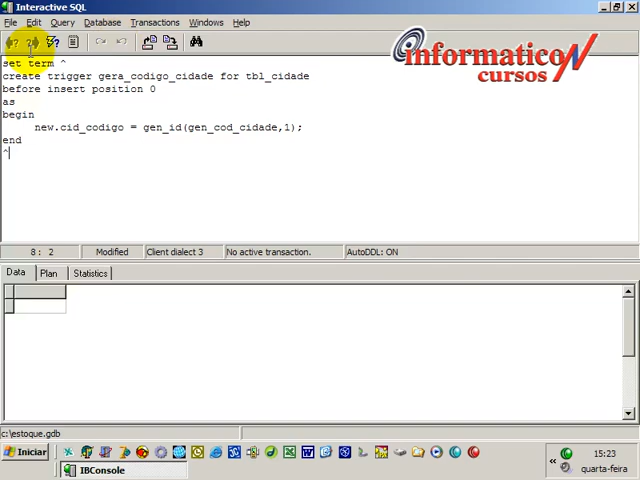 Interactive SQL
File Edit Query Database Transactions Windows Help
informaticon
cursos
set term ^
create trigger gera_codigo_cidade for tbl_cidade
before insert position 0
as
begin
new.cid_codigo = gen_id(gen_cod_cidade,1);
end
^
8: 2 Modified Client dialect 3 No active transaction. AutoDDL: ON
Data Plan Statistics
c:\estoque.gdb
Iniciar
15:23
IBConsole
quarta-feira